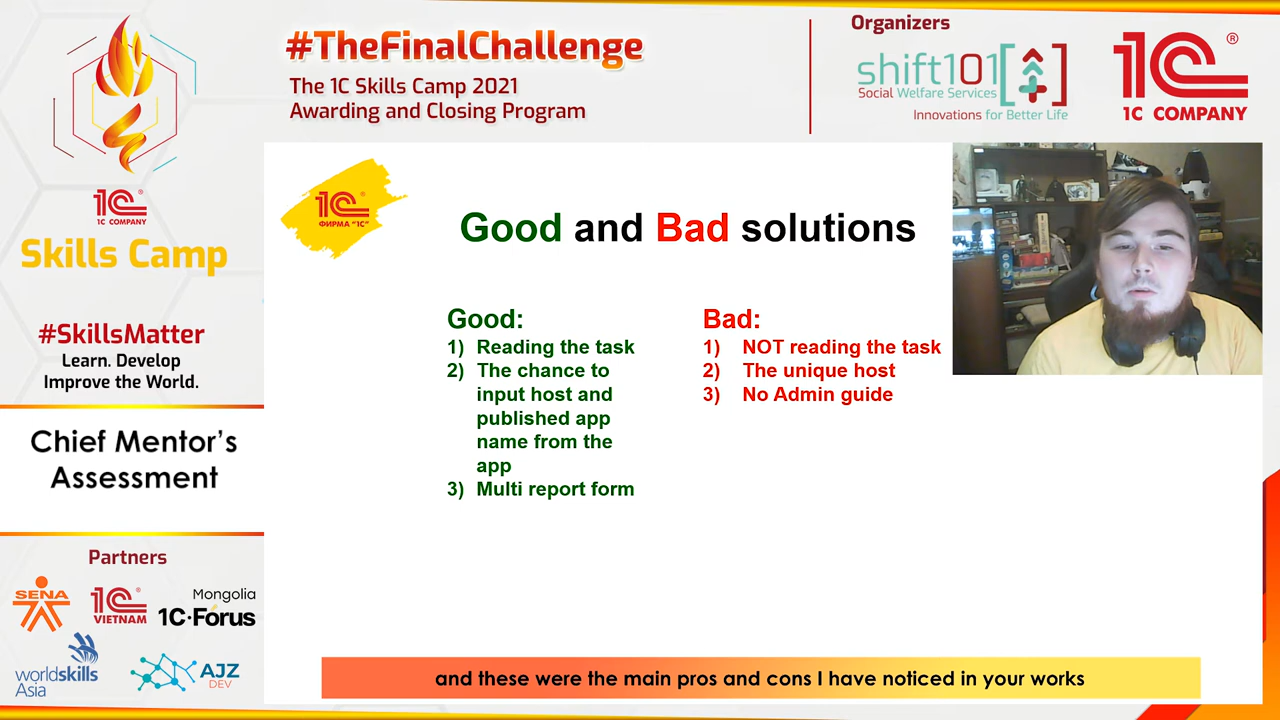 #TheFinalChallenge
The 1C Skills Camp 2021
Awarding and Closing Program
Organizers
shift101
Social Welfare Services
Innovations for Better Life
1C ®
1C COMPANY
1C ®
1C COMPANY
Skills Camp
#SkillsMatter
Learn. Develop
Improve the World.
Chief Mentor's
Assessment
Partners
SENA
1C ®
VIETNAM
Mongolia
1C·Forus
worldskills
Asia
AJZ
DEV
1C ®
ФИРМА "1С"
Good and Bad solutions
Good:
1) Reading the task
2) The chance to
input host and
published app
name from the
app
3) Multi report form
Bad:
1) NOT reading the task
2) The unique host
3) No Admin guide
and these were the main pros and cons I have noticed in your works